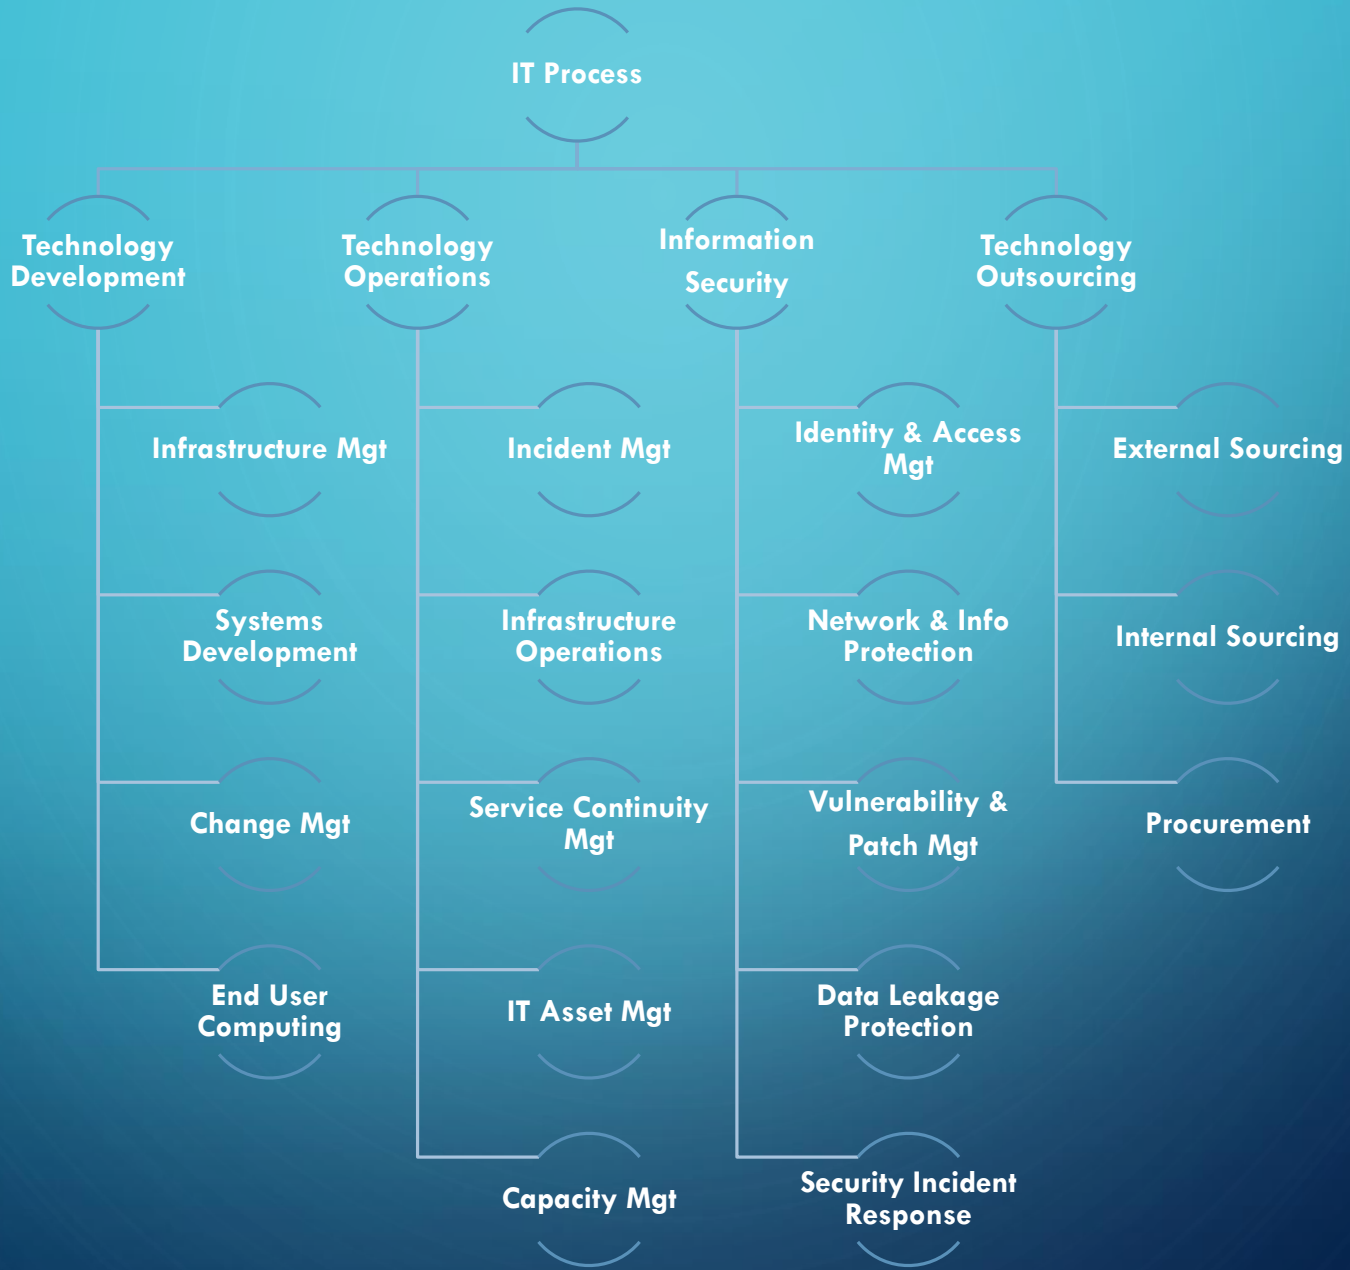 IT Process
Technology
Development
Technology
Operations
Information
Security
Technology
Outsourcing
Infrastructure Mgt
Incident Mgt
Identity & Access
Mgt
External Sourcing
Systems
Development
Infrastructure
Operations
Network & Info
Protection
Internal Sourcing
Change Mgt
Service Continuity
Mgt
Vulnerability &
Patch Mgt
Procurement
End User
Computing
IT Asset Mgt
Data Leakage
Protection
Capacity Mgt
Security Incident
Response